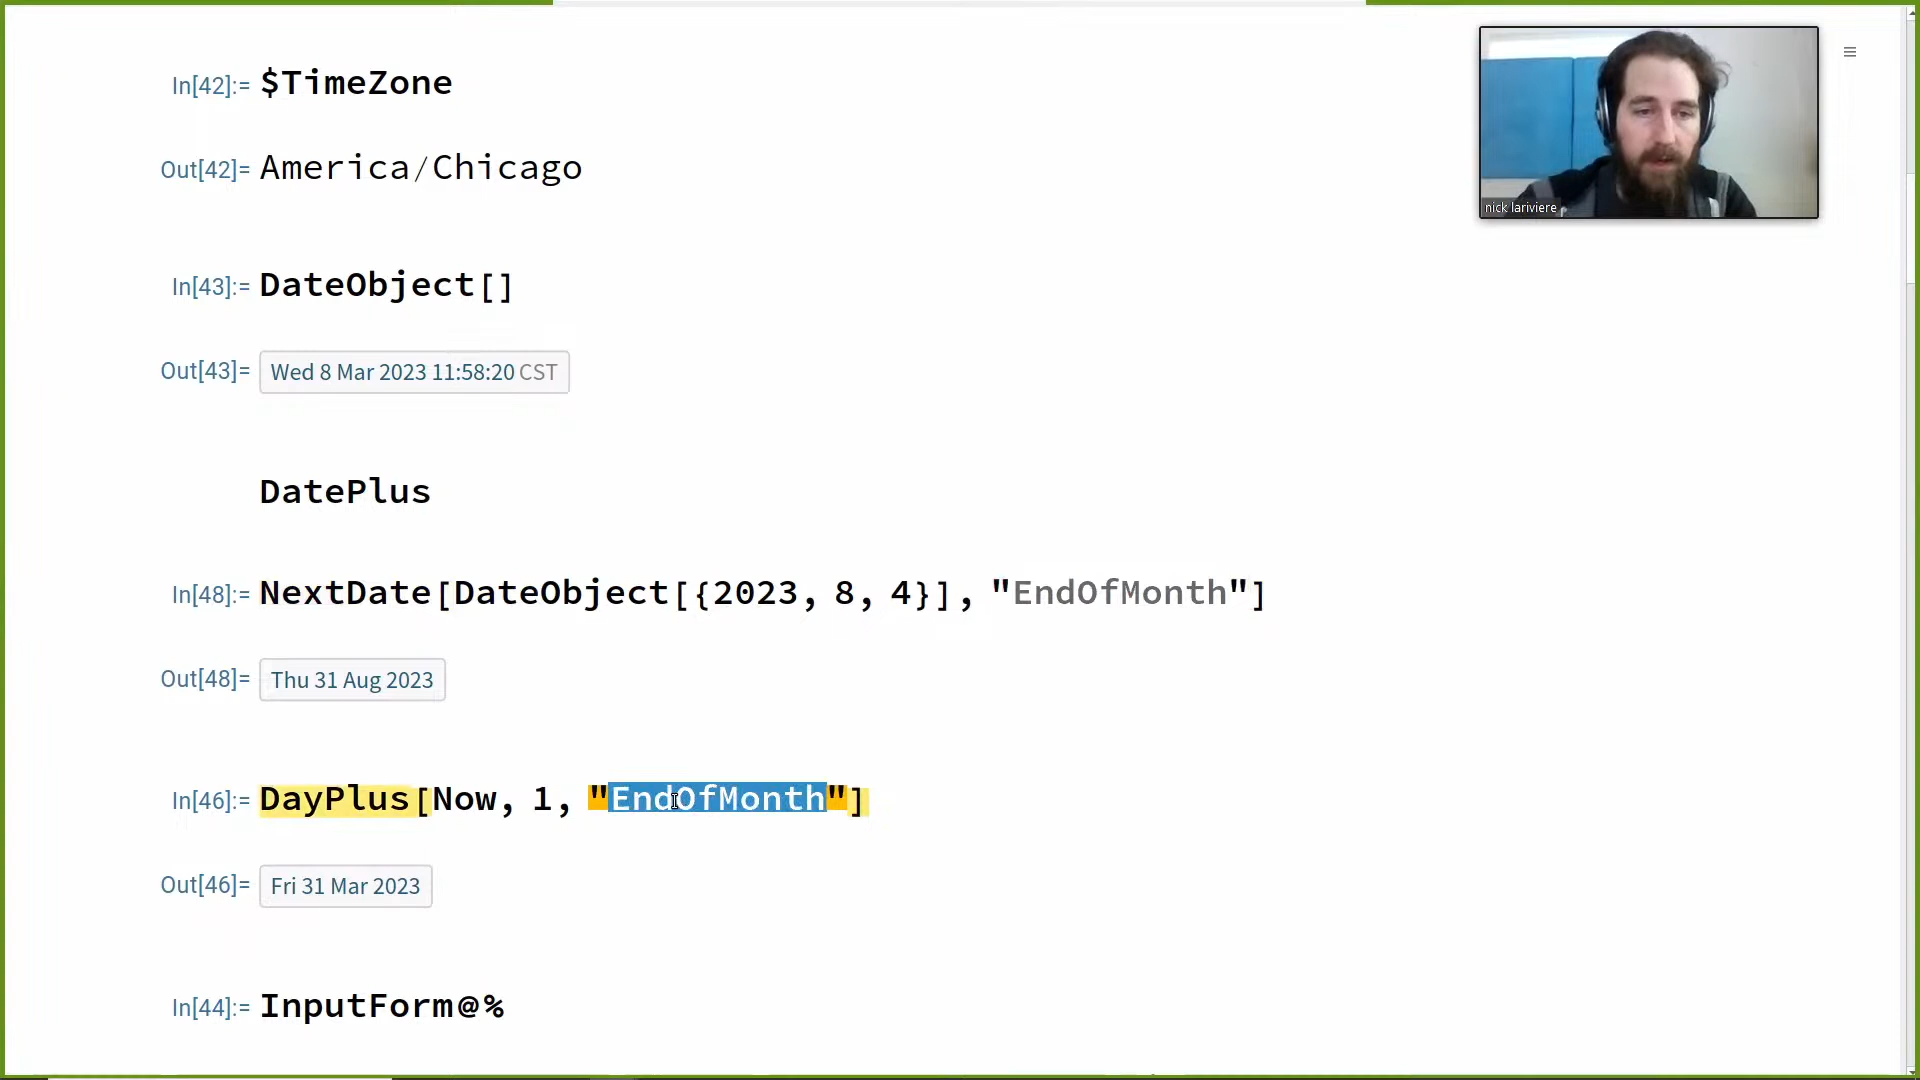 In[42]:= $TimeZone
Out[42]= America/Chicago
nick lariviere
In[43]:= DateObject[]
Out[43]= Wed 8 Mar 2023 11:58:20 CST
DatePlus
In[48]:= NextDate[DateObject[{2023, 8, 4}], "EndOfMonth"]
Out[48]= Thu 31 Aug 2023
In[46]:= DayPlus[Now, 1, "EndOfMonth"]
Out[46]= Fri 31 Mar 2023
In[44]:= InputForm@%